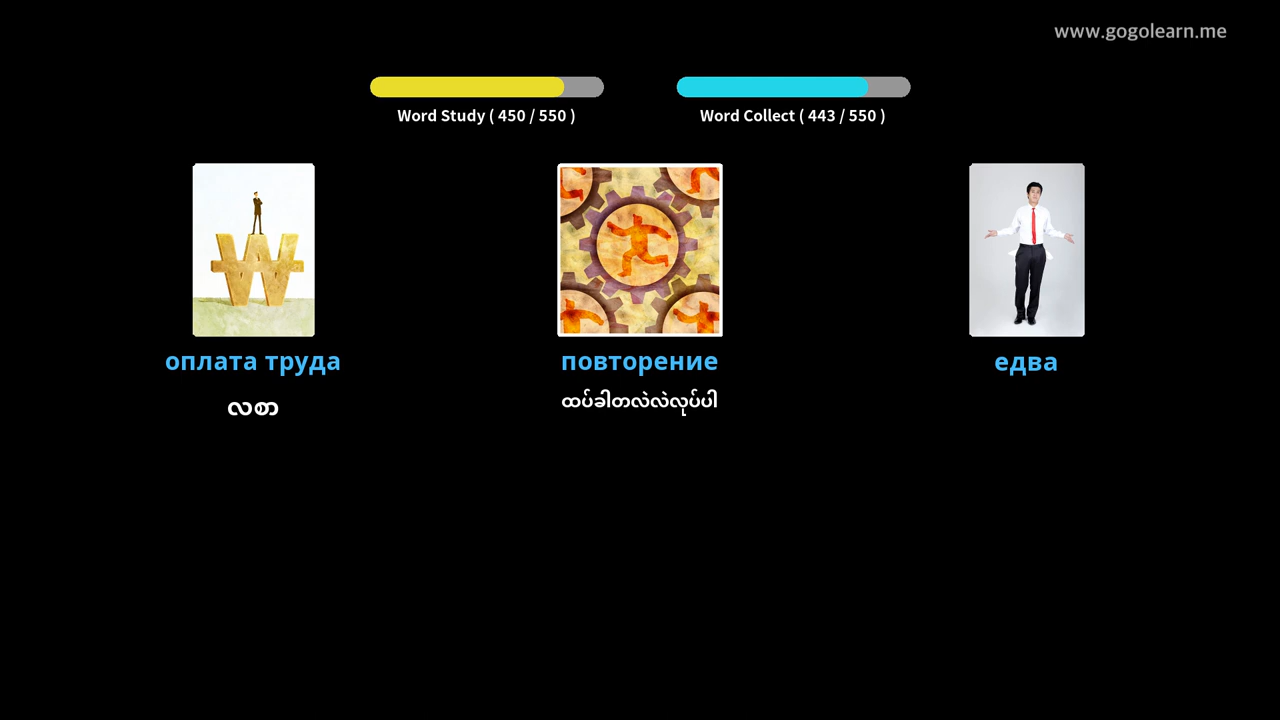 www.gogolearn.me
Word Study ( 450 / 550 )
Word Collect ( 443 / 550 )
оплата труда
повторение
едва
လစာ
ထပ်ခါတလဲလဲလုပ်ပါ